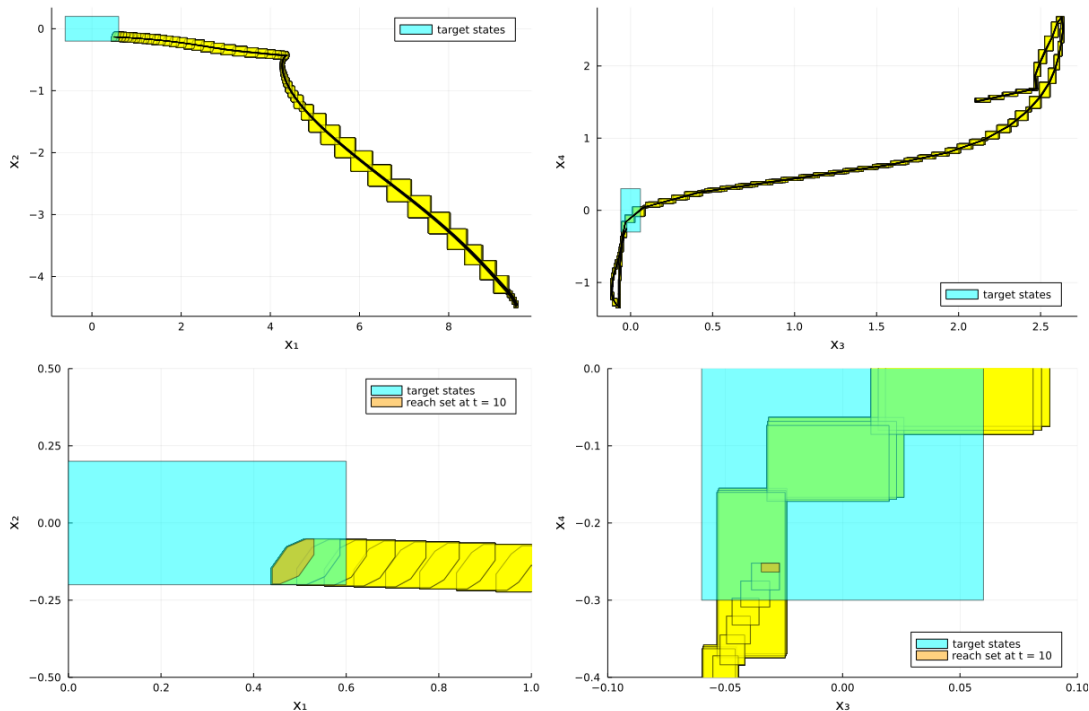 0
−1
−2
−3
−4
x₂
0
2
4
6
8
x₁
target states
2
1
0
−1
x₄
0.0
0.5
1.0
1.5
2.0
2.5
x₃
target states
0.50
0.25
0.00
−0.25
−0.50
x₂
0.0
0.2
0.4
0.6
0.8
1.0
x₁
target states
reach set at t = 10
0.0
−0.1
−0.2
−0.3
−0.4
x₄
−0.10
−0.05
0.00
0.05
0.10
x₃
target states
reach set at t = 10